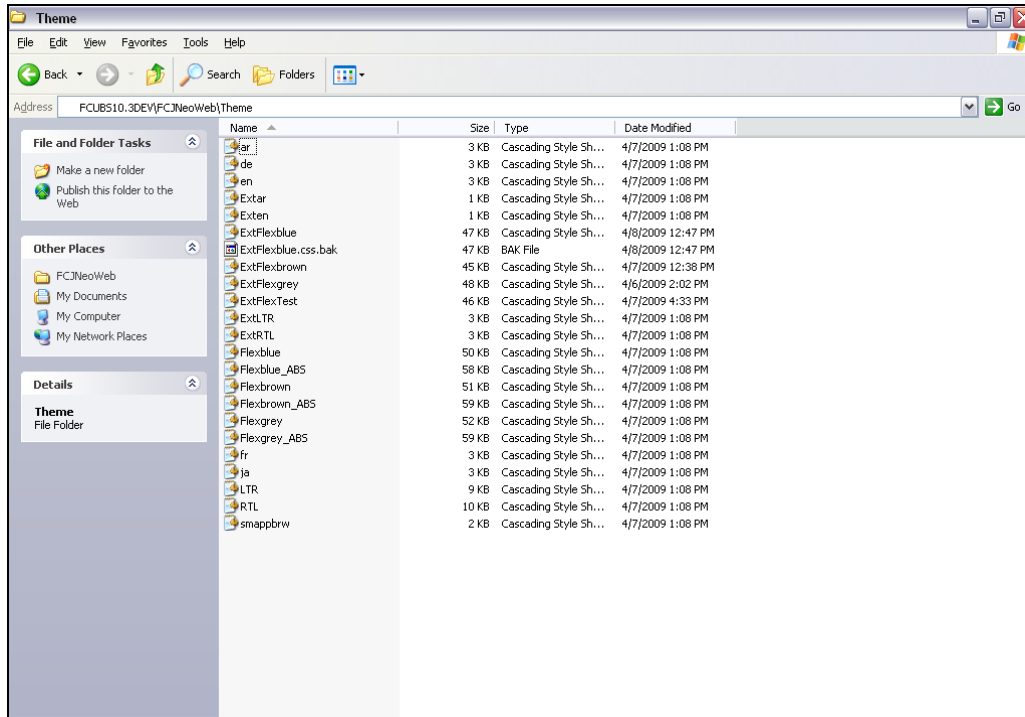 Theme
File Edit View Favorites Tools Help
Back Search Folders
Address FCUBS10.3DEV\FCJNeoWeb\Theme Go
File and Folder Tasks
Make a new folder
Publish this folder to the
Web
Other Places
FCJNeoWeb
My Documents
My Computer
My Network Places
Details
Theme
File Folder
Name Size Type Date Modified
ar 3 KB Cascading Style Sh... 4/7/2009 1:08 PM
de 3 KB Cascading Style Sh... 4/7/2009 1:08 PM
en 3 KB Cascading Style Sh... 4/7/2009 1:08 PM
Extar 1 KB Cascading Style Sh... 4/7/2009 1:08 PM
Exten 1 KB Cascading Style Sh... 4/7/2009 1:08 PM
ExtFlexblue 47 KB Cascading Style Sh... 4/8/2009 12:47 PM
ExtFlexblue.css.bak 47 KB BAK File 4/8/2009 12:47 PM
ExtFlexbrown 45 KB Cascading Style Sh... 4/7/2009 12:38 PM
ExtFlexgrey 48 KB Cascading Style Sh... 4/6/2009 2:02 PM
ExtFlexTest 46 KB Cascading Style Sh... 4/7/2009 4:33 PM
ExtLTR 3 KB Cascading Style Sh... 4/7/2009 1:08 PM
ExtRTL 3 KB Cascading Style Sh... 4/7/2009 1:08 PM
Flexblue 50 KB Cascading Style Sh... 4/7/2009 1:08 PM
Flexblue_ABS 58 KB Cascading Style Sh... 4/7/2009 1:08 PM
Flexbrown 51 KB Cascading Style Sh... 4/7/2009 1:08 PM
Flexbrown_ABS 59 KB Cascading Style Sh... 4/7/2009 1:08 PM
Flexgrey 52 KB Cascading Style Sh... 4/7/2009 1:08 PM
Flexgrey_ABS 59 KB Cascading Style Sh... 4/7/2009 1:08 PM
fr 3 KB Cascading Style Sh... 4/7/2009 1:08 PM
ja 3 KB Cascading Style Sh... 4/7/2009 1:08 PM
LTR 9 KB Cascading Style Sh... 4/7/2009 1:08 PM
RTL 10 KB Cascading Style Sh... 4/7/2009 1:08 PM
smappbrw 2 KB Cascading Style Sh... 4/7/2009 1:08 PM